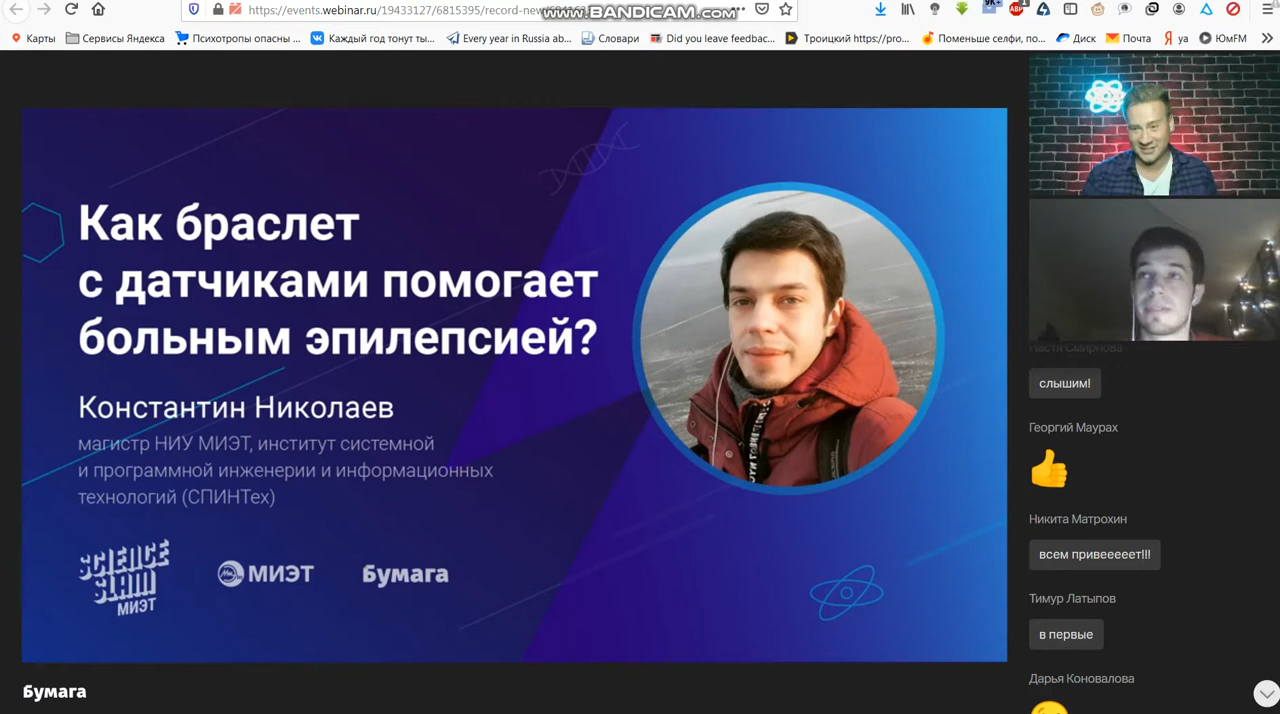 https://events.webinar.ru/19433127/6815395/record-new/
www.BANDICAM.com
9K+
ABP
Карты
Сервисы Яндекса
Психотропы опасны ...
Каждый год тонут ты...
Every year in Russia ab...
Словари
Did you leave feedbac...
Троицкий https://pro...
Поменьше селфи, по...
Диск
Почта
Я уа
ЮмFM
Как браслет
с датчиками помогает
больным эпилепсией?
Константин Николаев
магистр НИУ МИЭТ, институт системной
и программной инженерии и информационных
технологий (СПИНТех)
SCIENCE
SLAM
МИЭТ
МИЭТ
Бумага
Бумага
Настя Смирнова
слышим!
Георгий Маурах
Никита Матрохин
всем привееееет!!!
Тимур Латыпов
в первые
Дарья Коновалова